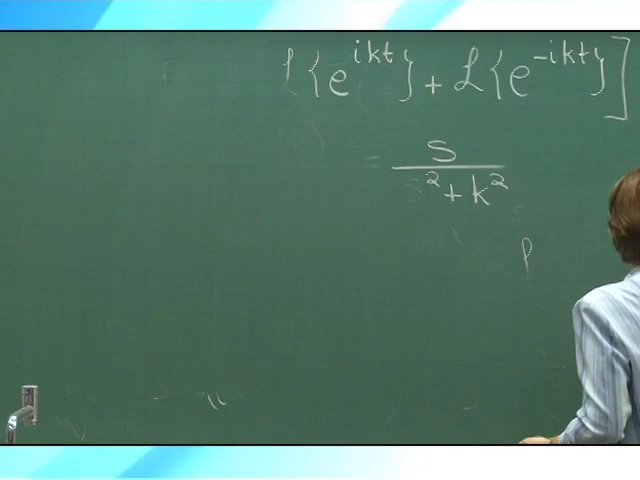 ℒ{e^{ikt}} + ℒ{e^{-ikt}}]
= s / (s² + k²)